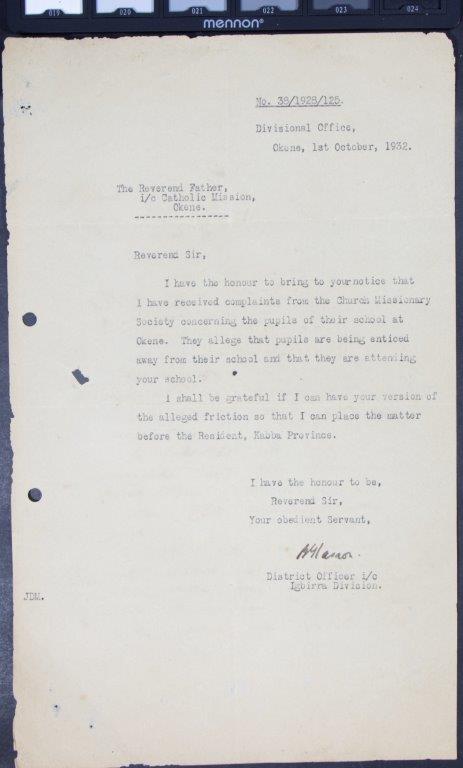 019 020 021 022 023 024
mennon®
No. 38/1928/125.
Divisional Office,
Okene, 1st October, 1932.
The Reverend Father,
i/c Catholic Mission,
Okene.
Reverend Sir,
I have the honour to bring to yournotice that
I have received complaints from the Church Missionary
Society concerning the pupils of their school at
Okene. They allege that pupils are being enticed
away from their school and that they are attending
your school.
I shall be grateful if I can have your version of
the alleged friction so that I can place the matter
before the Resident, Kabba Province.
I have the honour to be,
Reverend Sir,
Your obedient Servant,
District Officer i/c
Igbirra Division.
JDM.